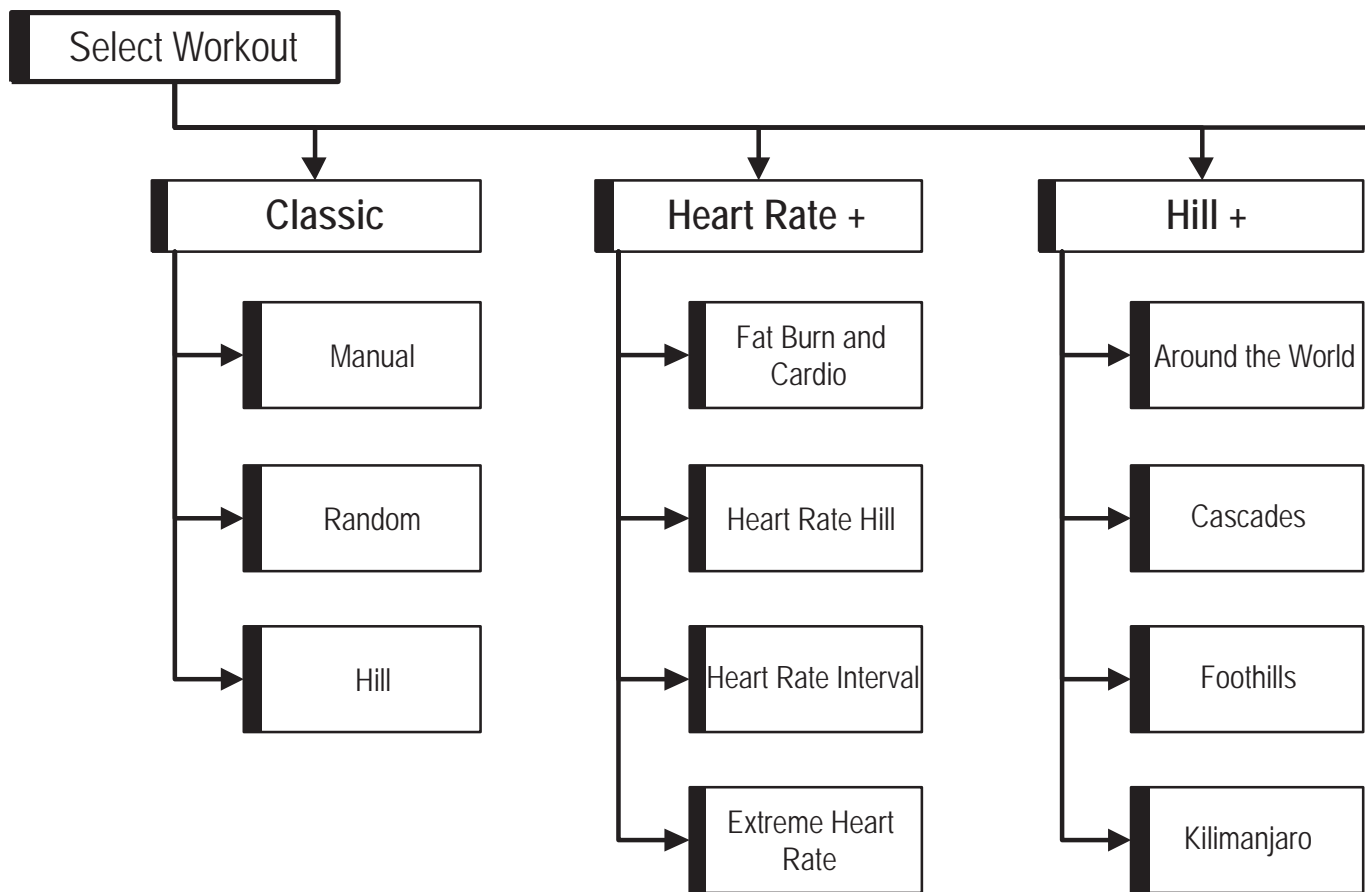 Select Workout
Classic
Heart Rate +
Hill +
Manual
Fat Burn and
Cardio
Around the World
Random
Heart Rate Hill
Cascades
Hill
Heart Rate Interval
Foothills
Extreme Heart
Rate
Kilimanjaro